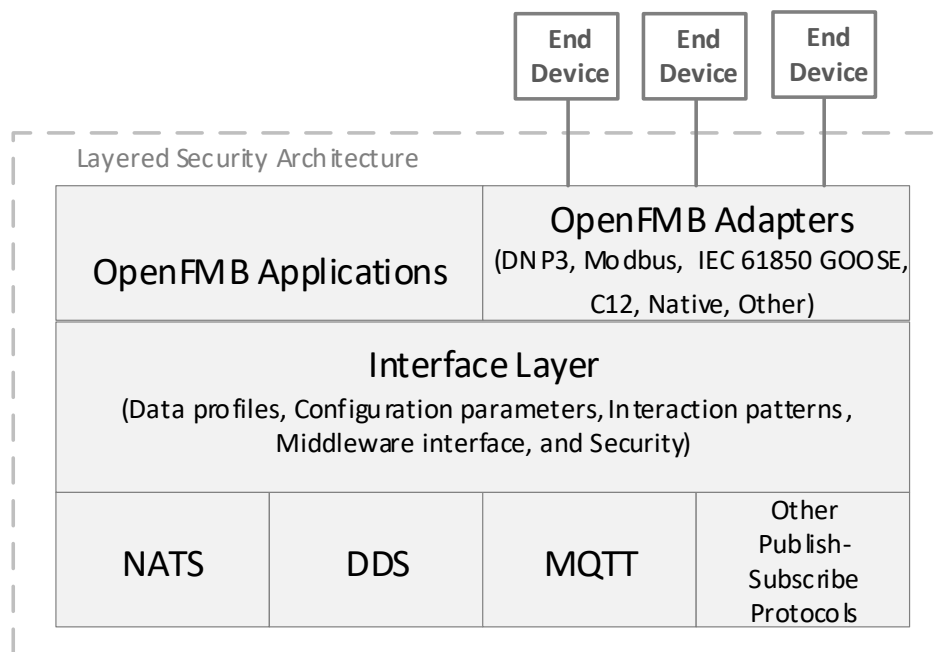 End
Device
End
Device
End
Device
Layered Security Architecture
OpenFMB Applications
OpenFMB Adapters
(DNP3, Modbus, IEC 61850 GOOSE,
C12, Native, Other)
Interface Layer
(Data profiles, Configuration parameters, Interaction patterns,
Middleware interface, and Security)
NATS
DDS
MQTT
Other
Publish-
Subscribe
Protocols